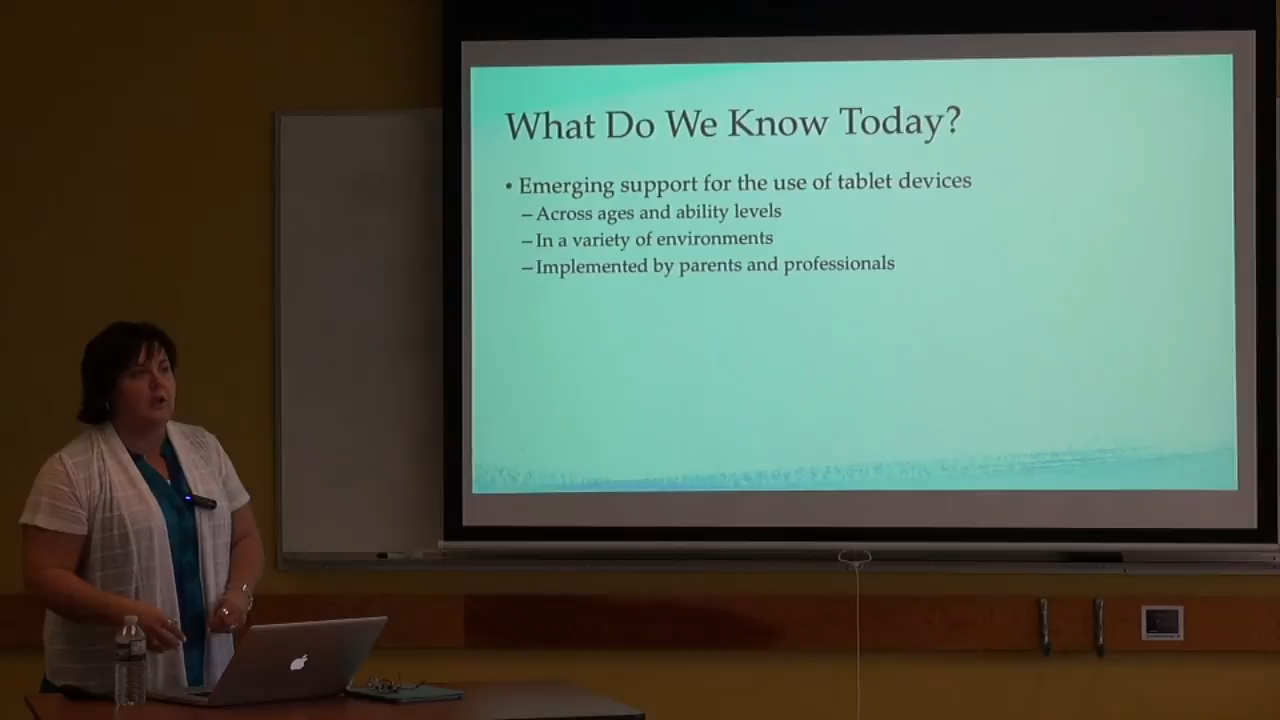 What Do We Know Today?
• Emerging support for the use of tablet devices
– Across ages and ability levels
– In a variety of environments
– Implemented by parents and professionals